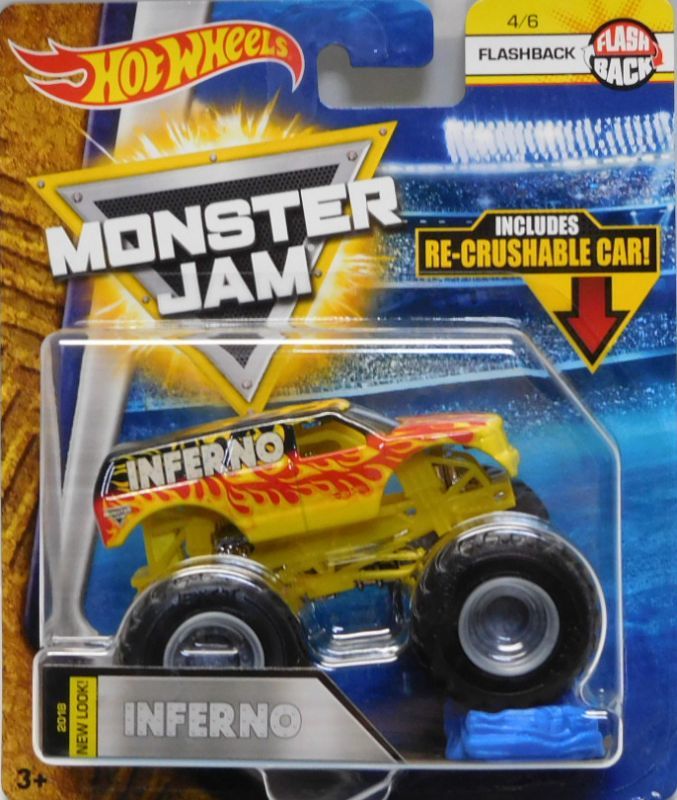 HOT WHEELS
4/6
FLASHBACK
FLASH
BACK
MONSTER
JAM
INCLUDES
RE-CRUSHABLE CAR!
INFERNO
2018
NEW LOOK!
INFERNO
3+